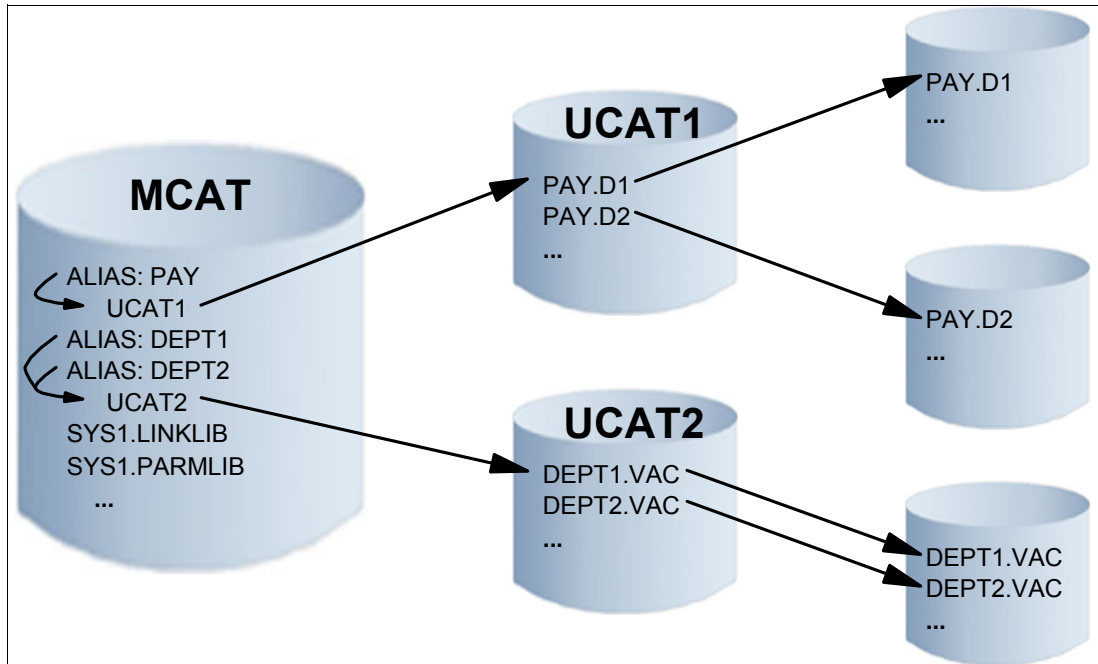 MCAT
ALIAS: PAY
UCAT1
ALIAS: DEPT1
ALIAS: DEPT2
UCAT2
SYS1.LINKLIB
SYS1.PARMLIB
...
UCAT1
PAY.D1
PAY.D2
...
UCAT2
DEPT1.VAC
DEPT2.VAC
...
PAY.D1
...
PAY.D2
...
DEPT1.VAC
DEPT2.VAC
...